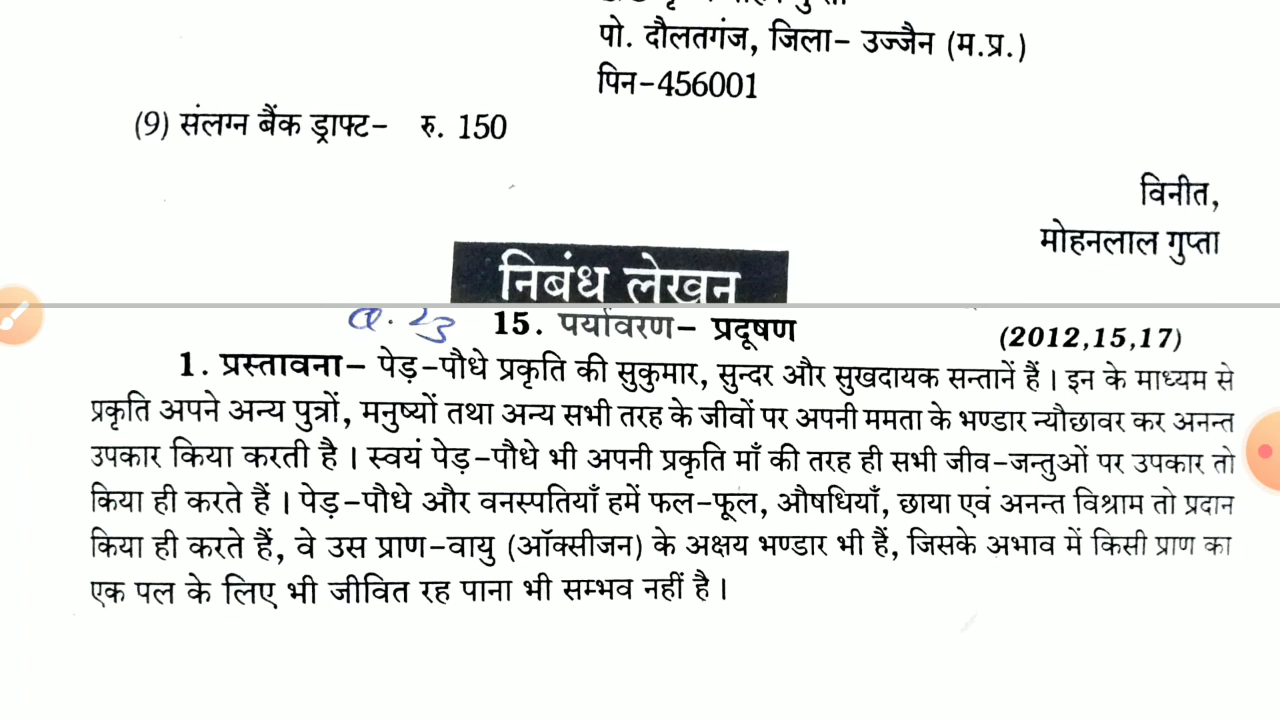 पो. दौलतगंज, जिला- उज्जैन (म.प्र.)
पिन-456001
(9) संलग्न बैंक ड्राफ्ट- रु. 150
विनीत,
मोहनलाल गुप्ता
निबंध लेखन
Q. 23 15. पर्यावरण- प्रदूषण (2012,15,17)
1. प्रस्तावना- पेड़-पौधे प्रकृति की सुकुमार, सुन्दर और सुखदायक सन्तानें हैं। इन के माध्यम से
प्रकृति अपने अन्य पुत्रों, मनुष्यों तथा अन्य सभी तरह के जीवों पर अपनी ममता के भण्डार न्यौछावर कर अनन्त
उपकार किया करती है। स्वयं पेड़-पौधे भी अपनी प्रकृति माँ की तरह ही सभी जीव-जन्तुओं पर उपकार तो
किया ही करते हैं। पेड़-पौधे और वनस्पतियाँ हमें फल-फूल, औषधियाँ, छाया एवं अनन्त विश्राम तो प्रदान
किया ही करते हैं, वे उस प्राण-वायु (ऑक्सीजन) के अक्षय भण्डार भी हैं, जिसके अभाव में किसी प्राण का
एक पल के लिए भी जीवित रह पाना भी सम्भव नहीं है।